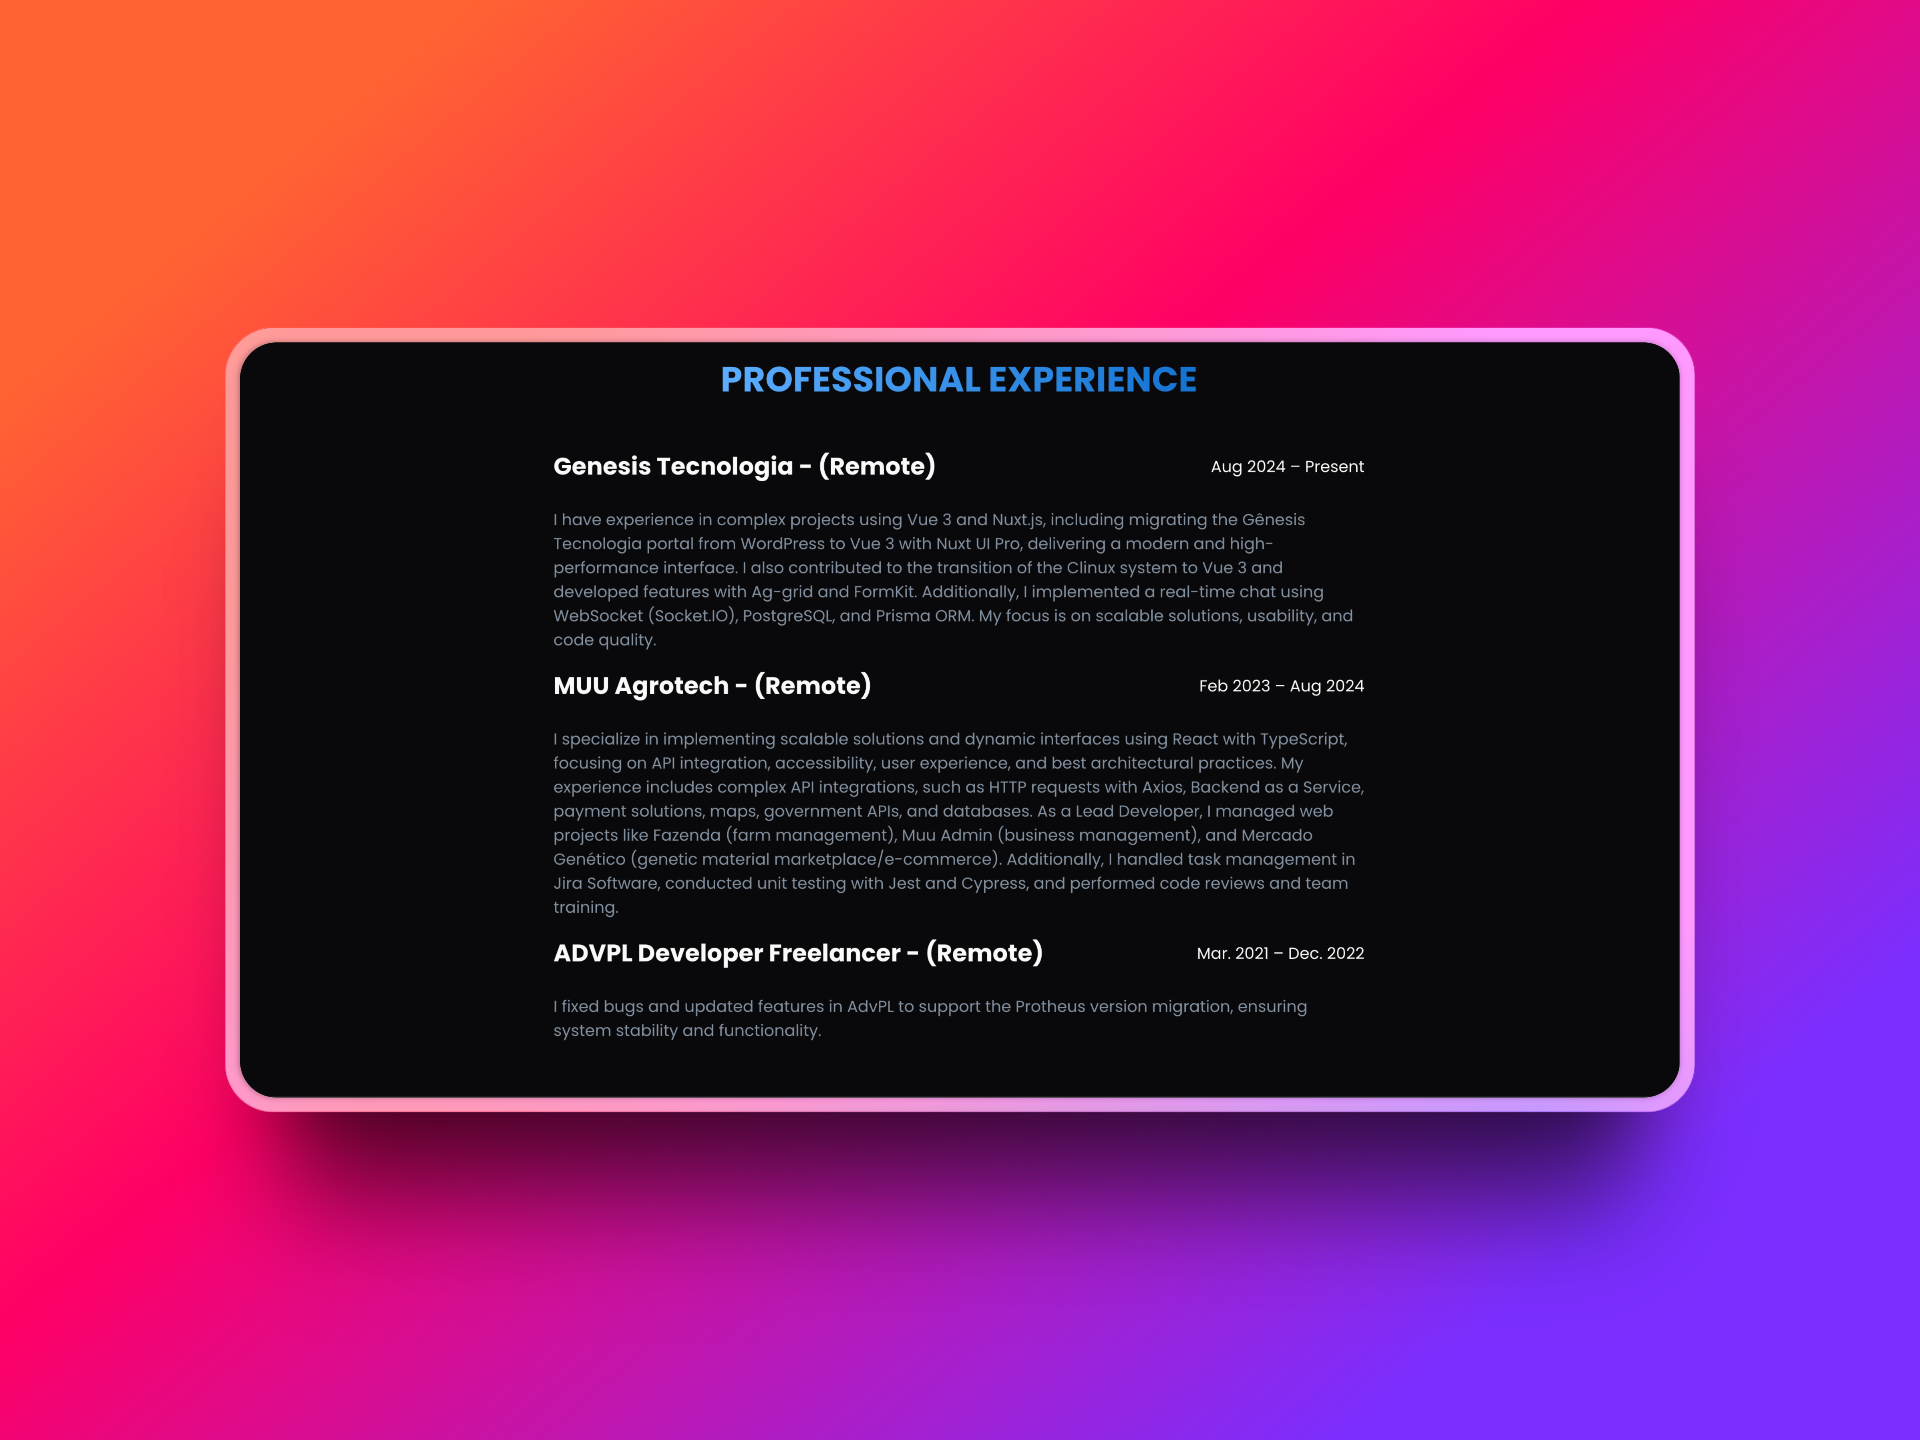 PROFESSIONAL EXPERIENCE
Genesis Tecnologia - (Remote)
Aug 2024 – Present
I have experience in complex projects using Vue 3 and Nuxt.js, including migrating the Gênesis
Tecnologia portal from WordPress to Vue 3 with Nuxt UI Pro, delivering a modern and high-
performance interface. I also contributed to the transition of the Clinux system to Vue 3 and
developed features with Ag-grid and FormKit. Additionally, I implemented a real-time chat using
WebSocket (Socket.IO), PostgreSQL, and Prisma ORM. My focus is on scalable solutions, usability, and
code quality.
MUU Agrotech - (Remote)
Feb 2023 – Aug 2024
I specialize in implementing scalable solutions and dynamic interfaces using React with TypeScript,
focusing on API integration, accessibility, user experience, and best architectural practices. My
experience includes complex API integrations, such as HTTP requests with Axios, Backend as a Service,
payment solutions, maps, government APIs, and databases. As a Lead Developer, I managed web
projects like Fazenda (farm management), Muu Admin (business management), and Mercado
Genético (genetic material marketplace/e-commerce). Additionally, I handled task management in
Jira Software, conducted unit testing with Jest and Cypress, and performed code reviews and team
training.
ADVPL Developer Freelancer - (Remote)
Mar. 2021 – Dec. 2022
I fixed bugs and updated features in AdvPL to support the Protheus version migration, ensuring
system stability and functionality.